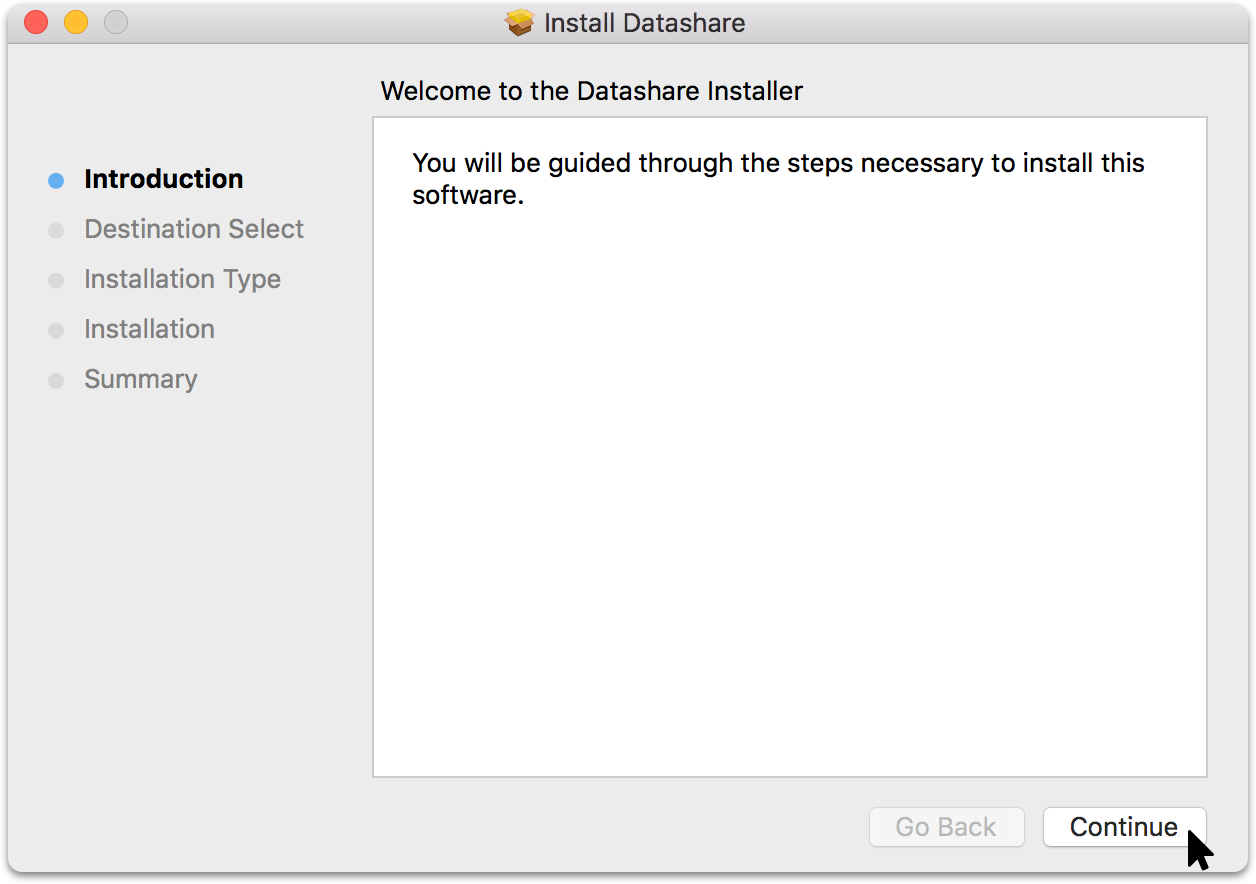 Install Datashare
Welcome to the Datashare Installer
Introduction
Destination Select
Installation Type
Installation
Summary
You will be guided through the steps necessary to install this
software.
Go Back
Continue